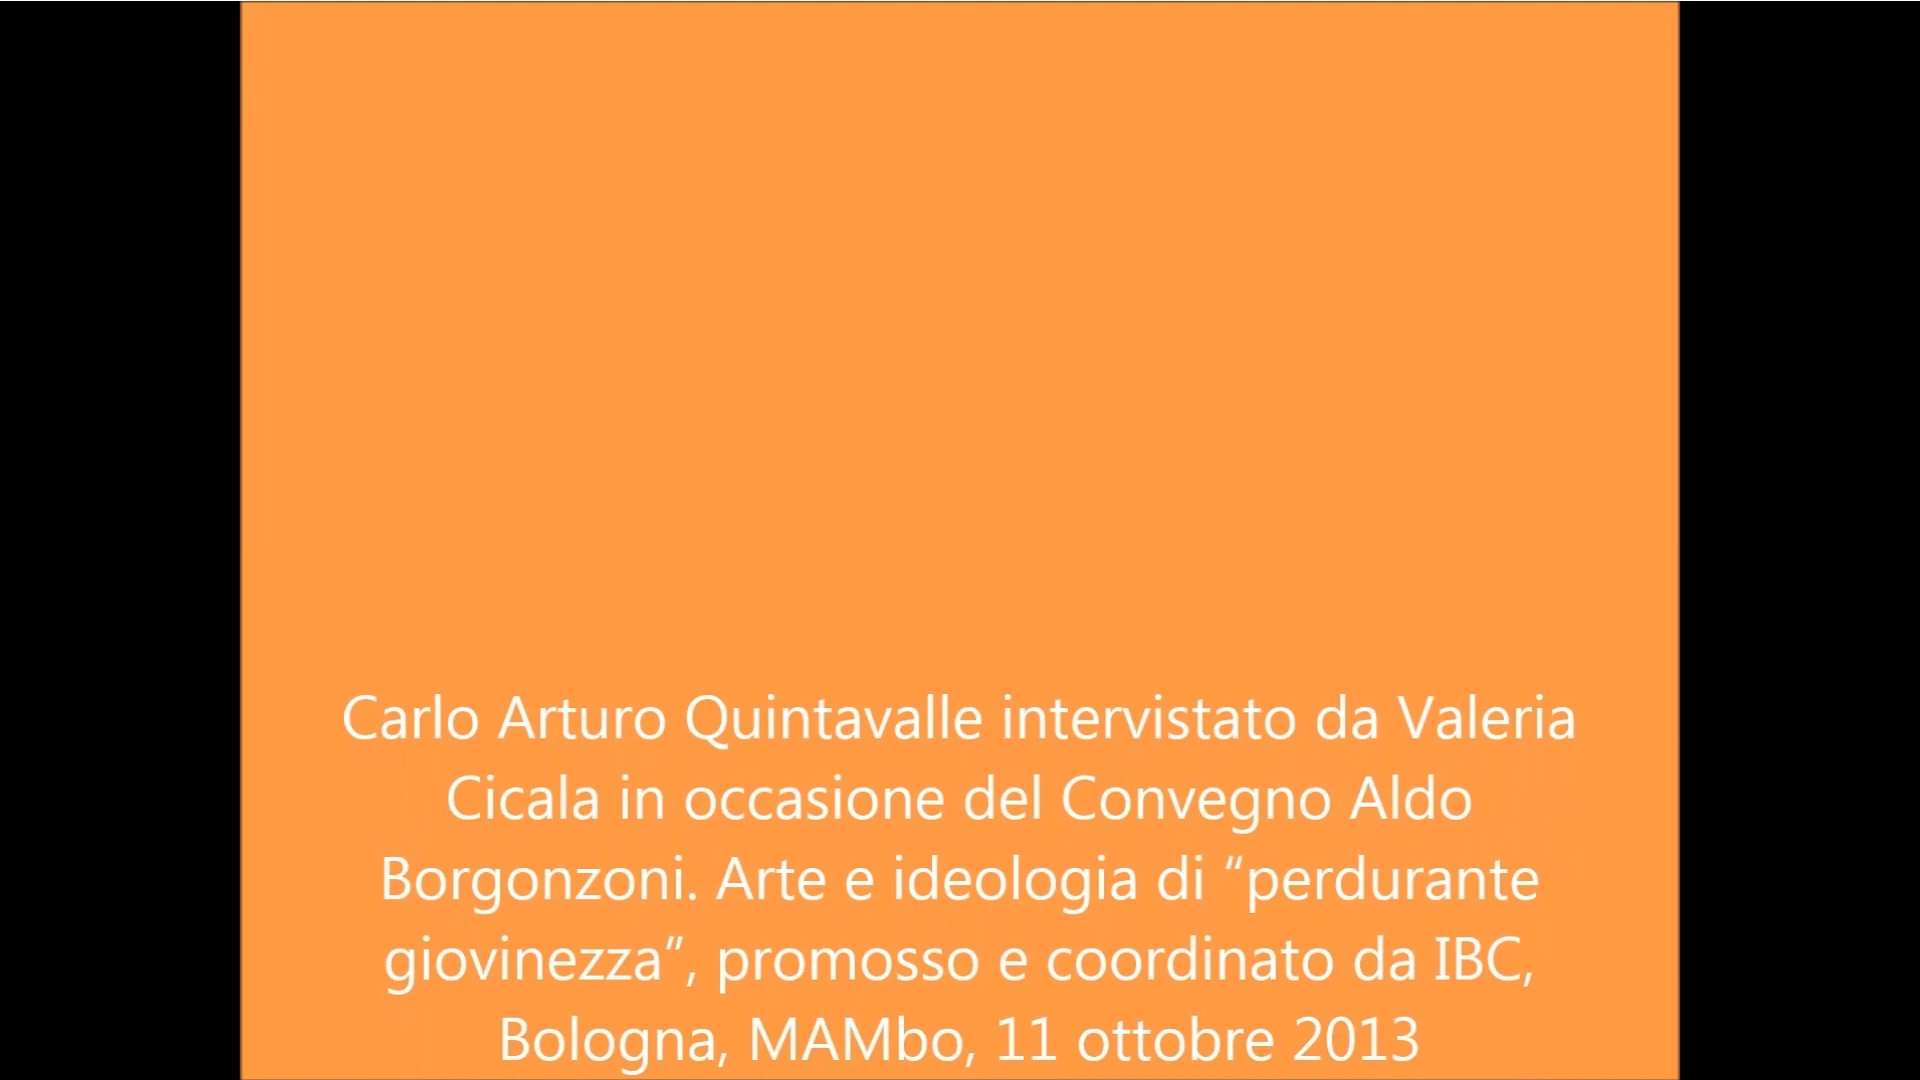 Carlo Arturo Quintavalle intervistato da Valeria
Cicala in occasione del Convegno Aldo
Borgonzoni. Arte e ideologia di “perdurante
giovinezza”, promosso e coordinato da IBC,
Bologna, MAMbo, 11 ottobre 2013